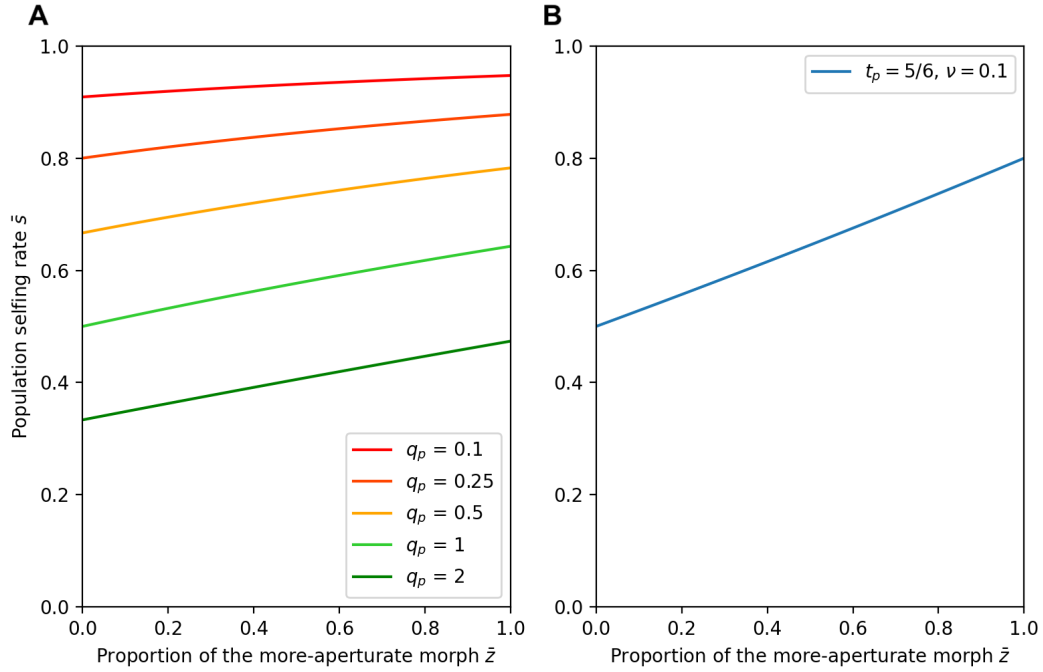 A
B
1.0
0.8
0.6
0.4
0.2
0.0
Population selfing rate s̄
q_p = 0.1
q_p = 0.25
q_p = 0.5
q_p = 1
q_p = 2
0.0 0.2 0.4 0.6 0.8 1.0
Proportion of the more-aperturate morph z̄
t_p = 5/6, ν = 0.1
1.0
0.8
0.6
0.4
0.2
0.0
0.0 0.2 0.4 0.6 0.8 1.0
Proportion of the more-aperturate morph z̄